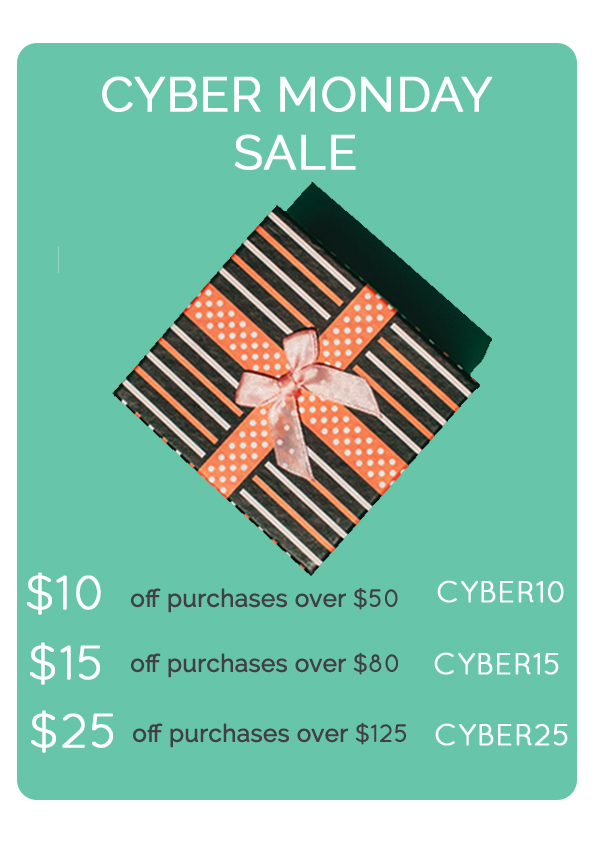 CYBER MONDAY
SALE
$10 off purchases over $50 CYBER10
$15 off purchases over $80 CYBER15
$25 off purchases over $125 CYBER25